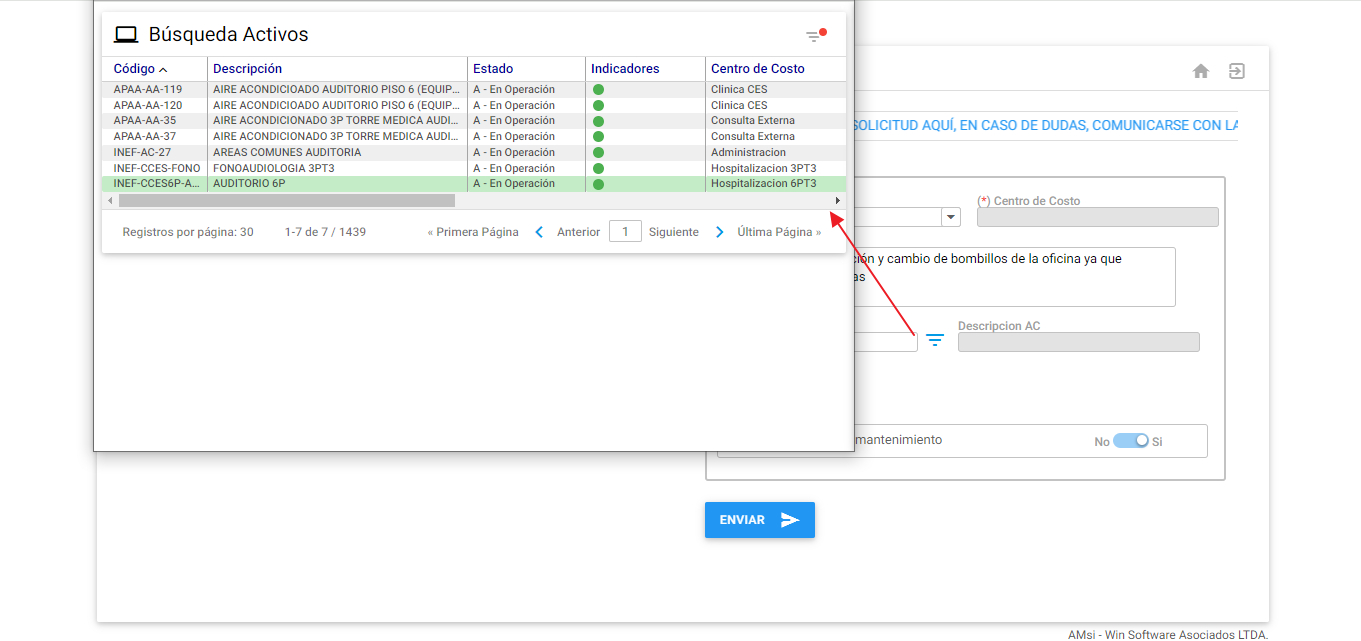 Búsqueda Activos
Código Descripción Estado Indicadores Centro de Costo
APAA-AA-119 AIRE ACONDICIOADO AUDITORIO PISO 6 (EQUIP... A - En Operación Clinica CES
APAA-AA-120 AIRE ACONDICIOADO AUDITORIO PISO 6 (EQUIP... A - En Operación Clinica CES
APAA-AA-35 AIRE ACONDICIONADO 3P TORRE MEDICA AUDI... A - En Operación Consulta Externa
APAA-AA-37 AIRE ACONDICIONADO 3P TORRE MEDICA AUDI... A - En Operación Consulta Externa
INEF-AC-27 AREAS COMUNES AUDITORIA A - En Operación Administracion
INEF-CCES-FONO FONOAUDIOLOGIA 3PT3 A - En Operación Hospitalizacion 3PT3
INEF-CCES6P-A... AUDITORIO 6P A - En Operación Hospitalizacion 6PT3
Registros por página: 30 1-7 de 7 / 1439 « Primera Página Anterior 1 Siguiente Última Página »
SOLICITUD AQUÍ, EN CASO DE DUDAS, COMUNICARSE CON LA
(*) Centro de Costo
ción y cambio de bombillos de la oficina ya que
as
Descripcion AC
mantenimiento No Si
ENVIAR
AMsi - Win Software Asociados LTDA.